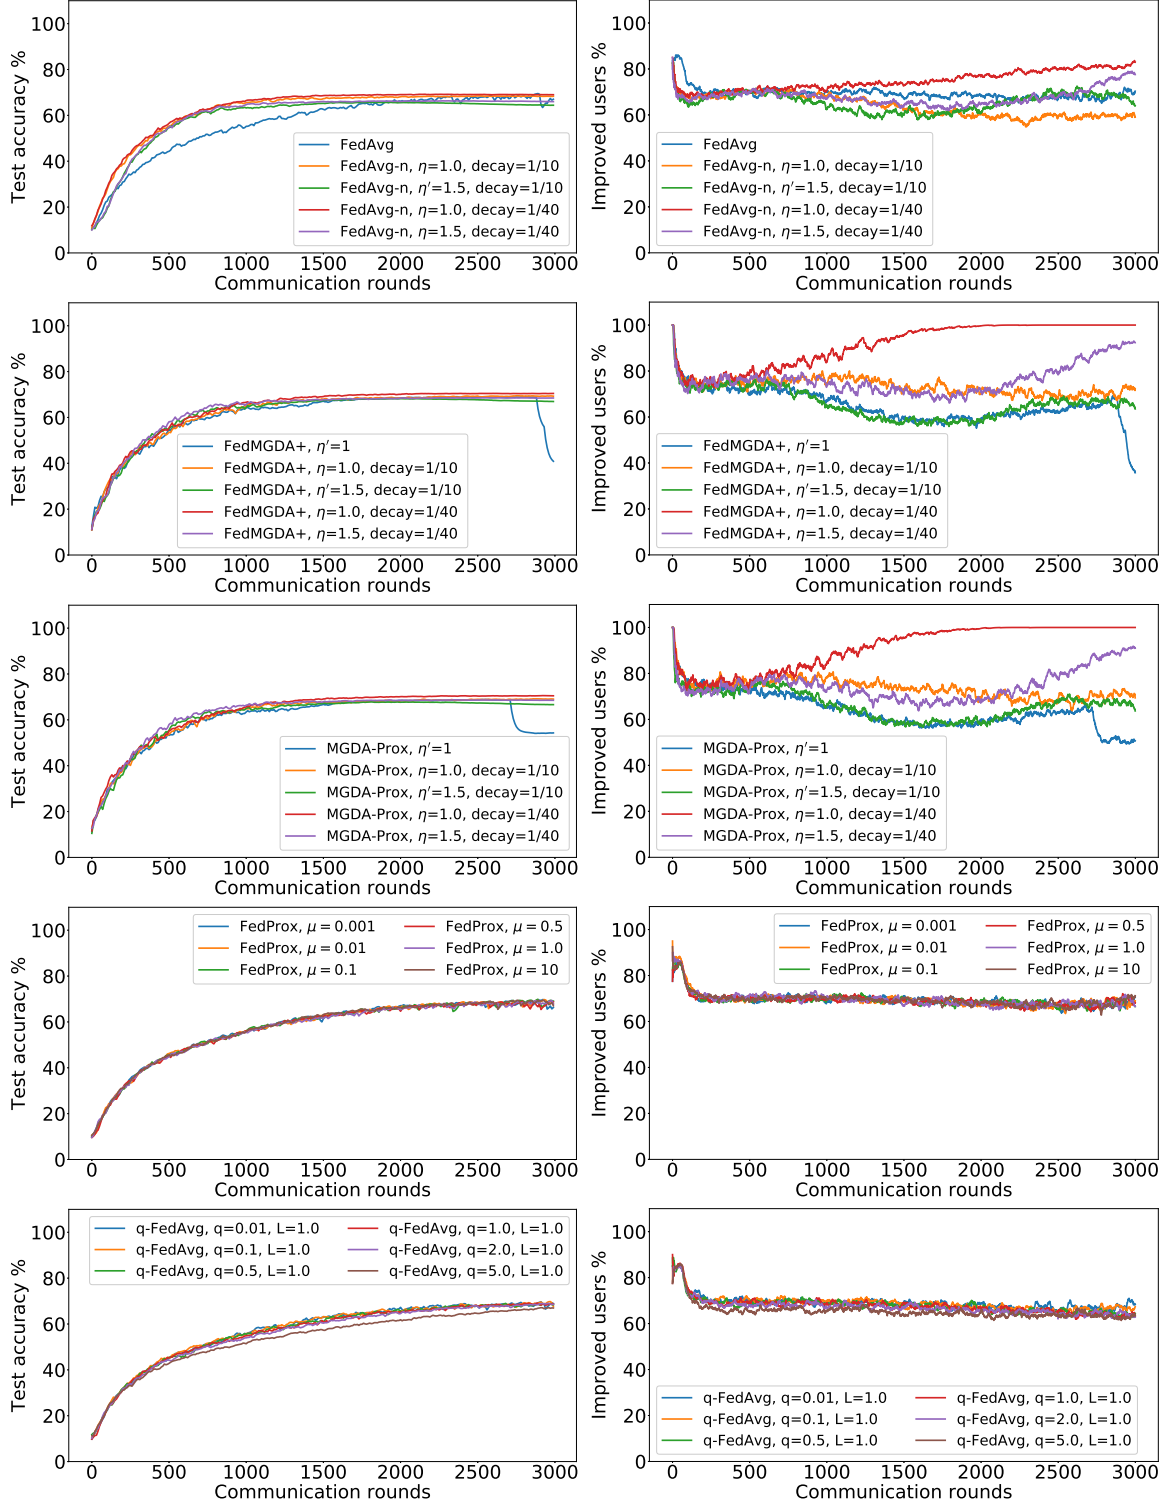 Test accuracy %
100
80
60
40
20
0
FedAvg
FedAvg-n, η=1.0, decay=1/10
FedAvg-n, η′=1.5, decay=1/10
FedAvg-n, η=1.0, decay=1/40
FedAvg-n, η=1.5, decay=1/40
0 500 1000 1500 2000 2500 3000
Communication rounds
Improved users %
100
80
60
40
20
0
FedAvg
FedAvg-n, η=1.0, decay=1/10
FedAvg-n, η′=1.5, decay=1/10
FedAvg-n, η=1.0, decay=1/40
FedAvg-n, η=1.5, decay=1/40
0 500 1000 1500 2000 2500 3000
Communication rounds
Test accuracy %
100
80
60
40
20
0
FedMGDA+, η′=1
FedMGDA+, η=1.0, decay=1/10
FedMGDA+, η′=1.5, decay=1/10
FedMGDA+, η=1.0, decay=1/40
FedMGDA+, η=1.5, decay=1/40
0 500 1000 1500 2000 2500 3000
Communication rounds
Improved users %
100
80
60
40
20
0
FedMGDA+, η′=1
FedMGDA+, η=1.0, decay=1/10
FedMGDA+, η′=1.5, decay=1/10
FedMGDA+, η=1.0, decay=1/40
FedMGDA+, η=1.5, decay=1/40
0 500 1000 1500 2000 2500 3000
Communication rounds
Test accuracy %
100
80
60
40
20
0
MGDA-Prox, η′=1
MGDA-Prox, η=1.0, decay=1/10
MGDA-Prox, η′=1.5, decay=1/10
MGDA-Prox, η=1.0, decay=1/40
MGDA-Prox, η=1.5, decay=1/40
0 500 1000 1500 2000 2500 3000
Communication rounds
Improved users %
100
80
60
40
20
0
MGDA-Prox, η′=1
MGDA-Prox, η=1.0, decay=1/10
MGDA-Prox, η′=1.5, decay=1/10
MGDA-Prox, η=1.0, decay=1/40
MGDA-Prox, η=1.5, decay=1/40
0 500 1000 1500 2000 2500 3000
Communication rounds
Test accuracy %
100
80
60
40
20
0
FedProx, μ = 0.001 FedProx, μ = 0.5
FedProx, μ = 0.01 FedProx, μ = 1.0
FedProx, μ = 0.1 FedProx, μ = 10
0 500 1000 1500 2000 2500 3000
Communication rounds
Improved users %
100
80
60
40
20
0
FedProx, μ = 0.001 FedProx, μ = 0.5
FedProx, μ = 0.01 FedProx, μ = 1.0
FedProx, μ = 0.1 FedProx, μ = 10
0 500 1000 1500 2000 2500 3000
Communication rounds
Test accuracy %
100
80
60
40
20
0
q-FedAvg, q=0.01, L=1.0 q-FedAvg, q=1.0, L=1.0
q-FedAvg, q=0.1, L=1.0 q-FedAvg, q=2.0, L=1.0
q-FedAvg, q=0.5, L=1.0 q-FedAvg, q=5.0, L=1.0
0 500 1000 1500 2000 2500 3000
Communication rounds
Improved users %
100
80
60
40
20
0
q-FedAvg, q=0.01, L=1.0 q-FedAvg, q=1.0, L=1.0
q-FedAvg, q=0.1, L=1.0 q-FedAvg, q=2.0, L=1.0
q-FedAvg, q=0.5, L=1.0 q-FedAvg, q=5.0, L=1.0
0 500 1000 1500 2000 2500 3000
Communication rounds